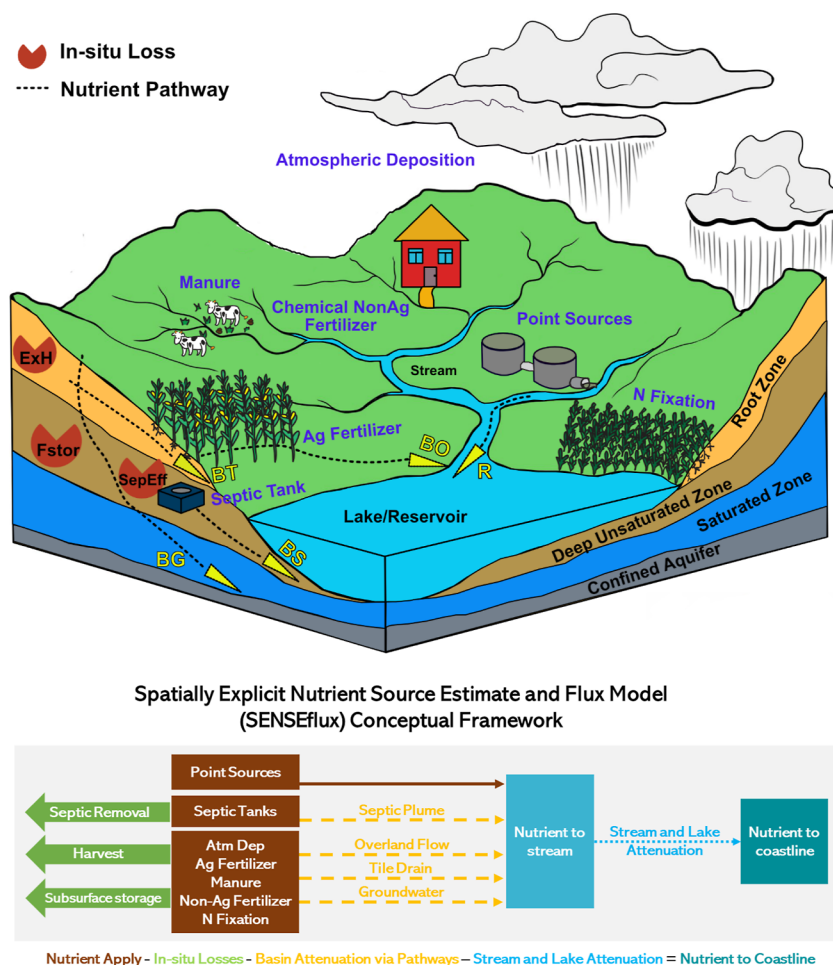 In-situ Loss
Nutrient Pathway
Atmospheric Deposition
Manure
Chemical NonAg
Fertilizer
Point Sources
ExH
Stream
Root Zone
N Fixation
Ag Fertilizer
BO
Fstor
BT
R
SepEff
Septic Tank
Lake/Reservoir
Deep Unsaturated Zone
Saturated Zone
BG
BS
Confined Aquifer
Spatially Explicit Nutrient Source Estimate and Flux Model
(SENSEflux) Conceptual Framework
Point Sources
Septic Removal
Septic Tanks
Septic Plume
Harvest
Subsurface storage
Atm Dep
Ag Fertilizer
Manure
Non-Ag Fertilizer
N Fixation
Overland Flow
Tile Drain
Groundwater
Nutrient to
stream
Stream and Lake
Attenuation
Nutrient to
coastline
Nutrient Apply - In-situ Losses - Basin Attenuation via Pathways – Stream and Lake Attenuation = Nutrient to Coastline